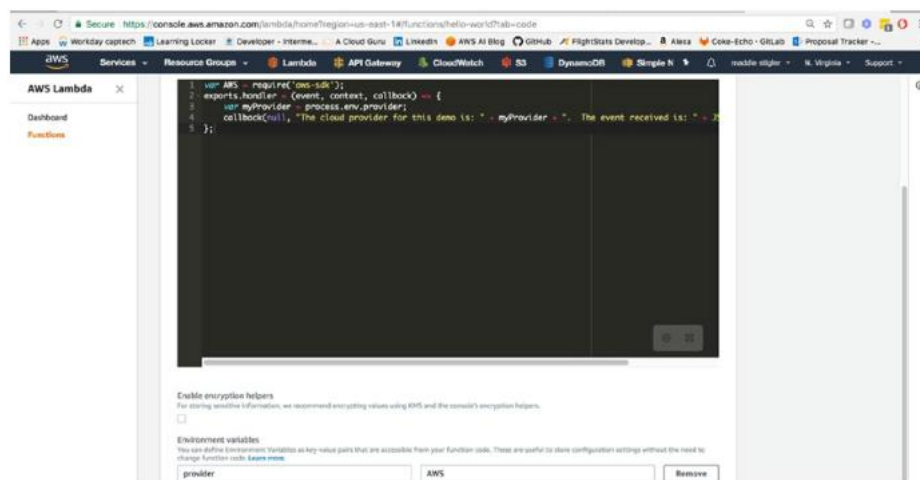 Secure https://console.aws.amazon.com/lambda/home?region=us-east-1#/functions/hello-world?tab=code
Apps Workday captech Learning Locker Developer - Interme... A Cloud Guru LinkedIn AWS AI Blog GitHub FlightStats Develop... Alexa Coke-Echo · GitLab Proposal Tracker -...
aws Services Resource Groups Lambda API Gateway CloudWatch S3 DynamoDB Simple N maddie stigler N. Virginia Support
AWS Lambda
Dashboard
Functions
1 var AWS = require('aws-sdk');
2 exports.handler = (event, context, callback) => {
3 var myProvider = process.env.provider;
4 callback(null, "The cloud provider for this demo is: " + myProvider + ". The event received is: " + JS
5 };
Enable encryption helpers
For storing sensitive information, we recommend encrypting values using KMS and the console's encryption helpers.
Environment variables
You can define Environment Variables as key-value pairs that are accessible from your function code. These are useful to store configuration settings without the need to
change function code. Learn more.
provider AWS Remove